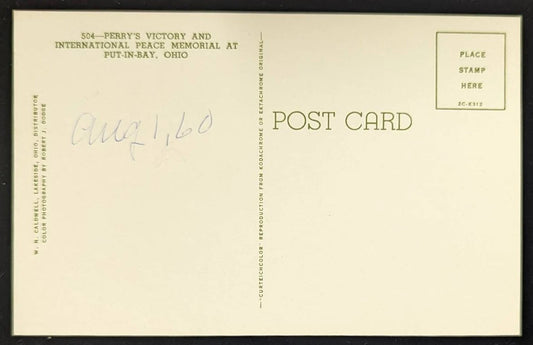 504—PERRY'S VICTORY AND
INTERNATIONAL PEACE MEMORIAL AT
PUT-IN-BAY, OHIO
Aug 1, 60
W. N. CALDWELL, LAKESIDE, OHIO, DISTRIBUTOR
COLOR PHOTOGRAPHY BY ROBERT J. DODGE
—"CURTEICHCOLOR" REPRODUCTION FROM KODACHROME OR EKTACHROME ORIGINAL—
POST CARD
PLACE
STAMP
HERE
2C-K312